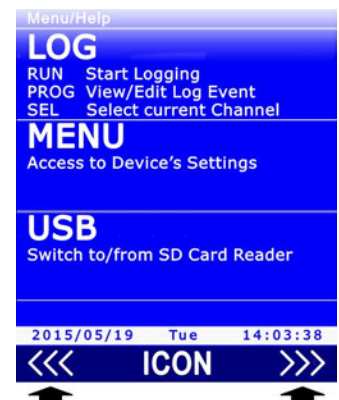 Menu/Help
LOG
RUN Start Logging
PROG View/Edit Log Event
SEL Select current Channel
MENU
Access to Device's Settings
USB
Switch to/from SD Card Reader
2015/05/19 Tue 14:03:38
<<< ICON >>>